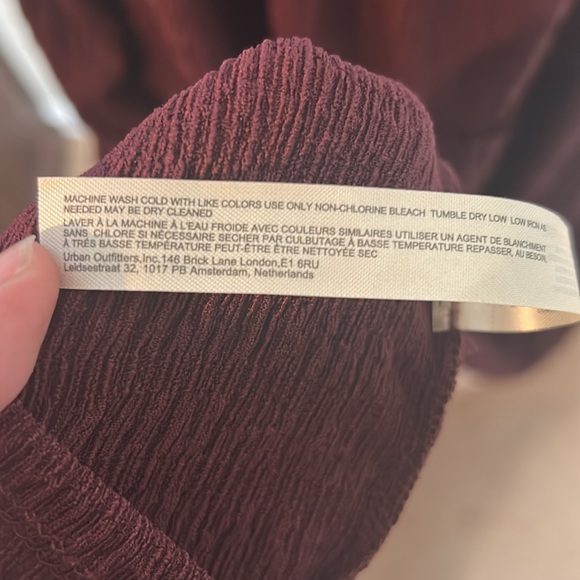 MACHINE WASH COLD WITH LIKE COLORS USE ONLY NON-CHLORINE BLEACH TUMBLE DRY LOW LOW IRON AS
NEEDED MAY BE DRY CLEANED
LAVER À LA MACHINE À L'EAU FROIDE AVEC COULEURS SIMILAIRES UTILISER UN AGENT DE BLANCHIMENT
SANS CHLORE SI NÉCESSAIRE SECHER PAR CULBUTAGE À BASSE TEMPERATURE REPASSER, AU BESOIN,
À TRÉS BASSE TEMPÉRATURE PEUT-ÊTRE ÊTRE NETTOYÉE SEC
Urban Outfitters,Inc.146 Brick Lane London,E1 6RU
Leidsestraat 32, 1017 PB Amsterdam, Netherlands